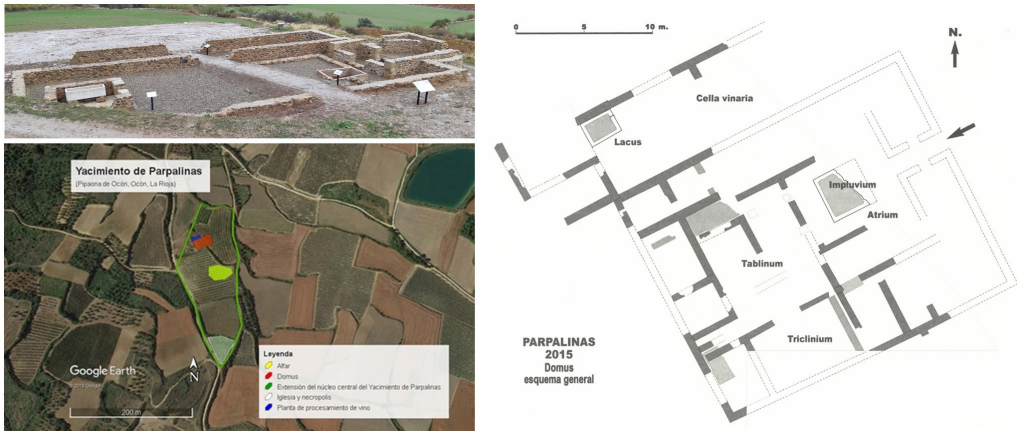 Yacimiento de Parpalinas
(Pipaona de Ocón, Ocón, La Rioja)
Google Earth
N
200 m
Leyenda
Alfar
Domus
Extensión del núcleo central del Yacimiento de Parpalinas
Iglesia y necropolis
Planta de procesamiento de vino
0 5 10 m.
N.
Cella vinaria
Lacus
Impluvium
Atrium
Tablinum
Triclinium
PARPALINAS
2015
Domus
esquema general